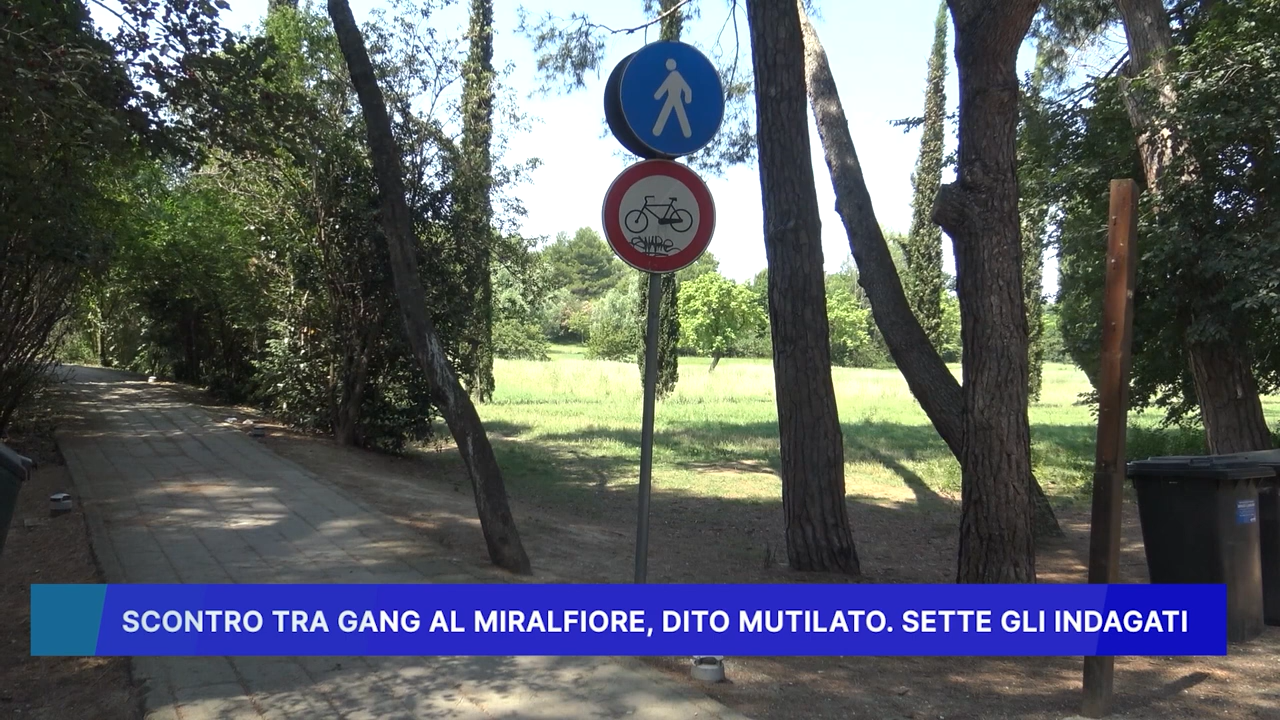 SCONTRO TRA GANG AL MIRALFIORE, DITO MUTILATO. SETTE GLI INDAGATI